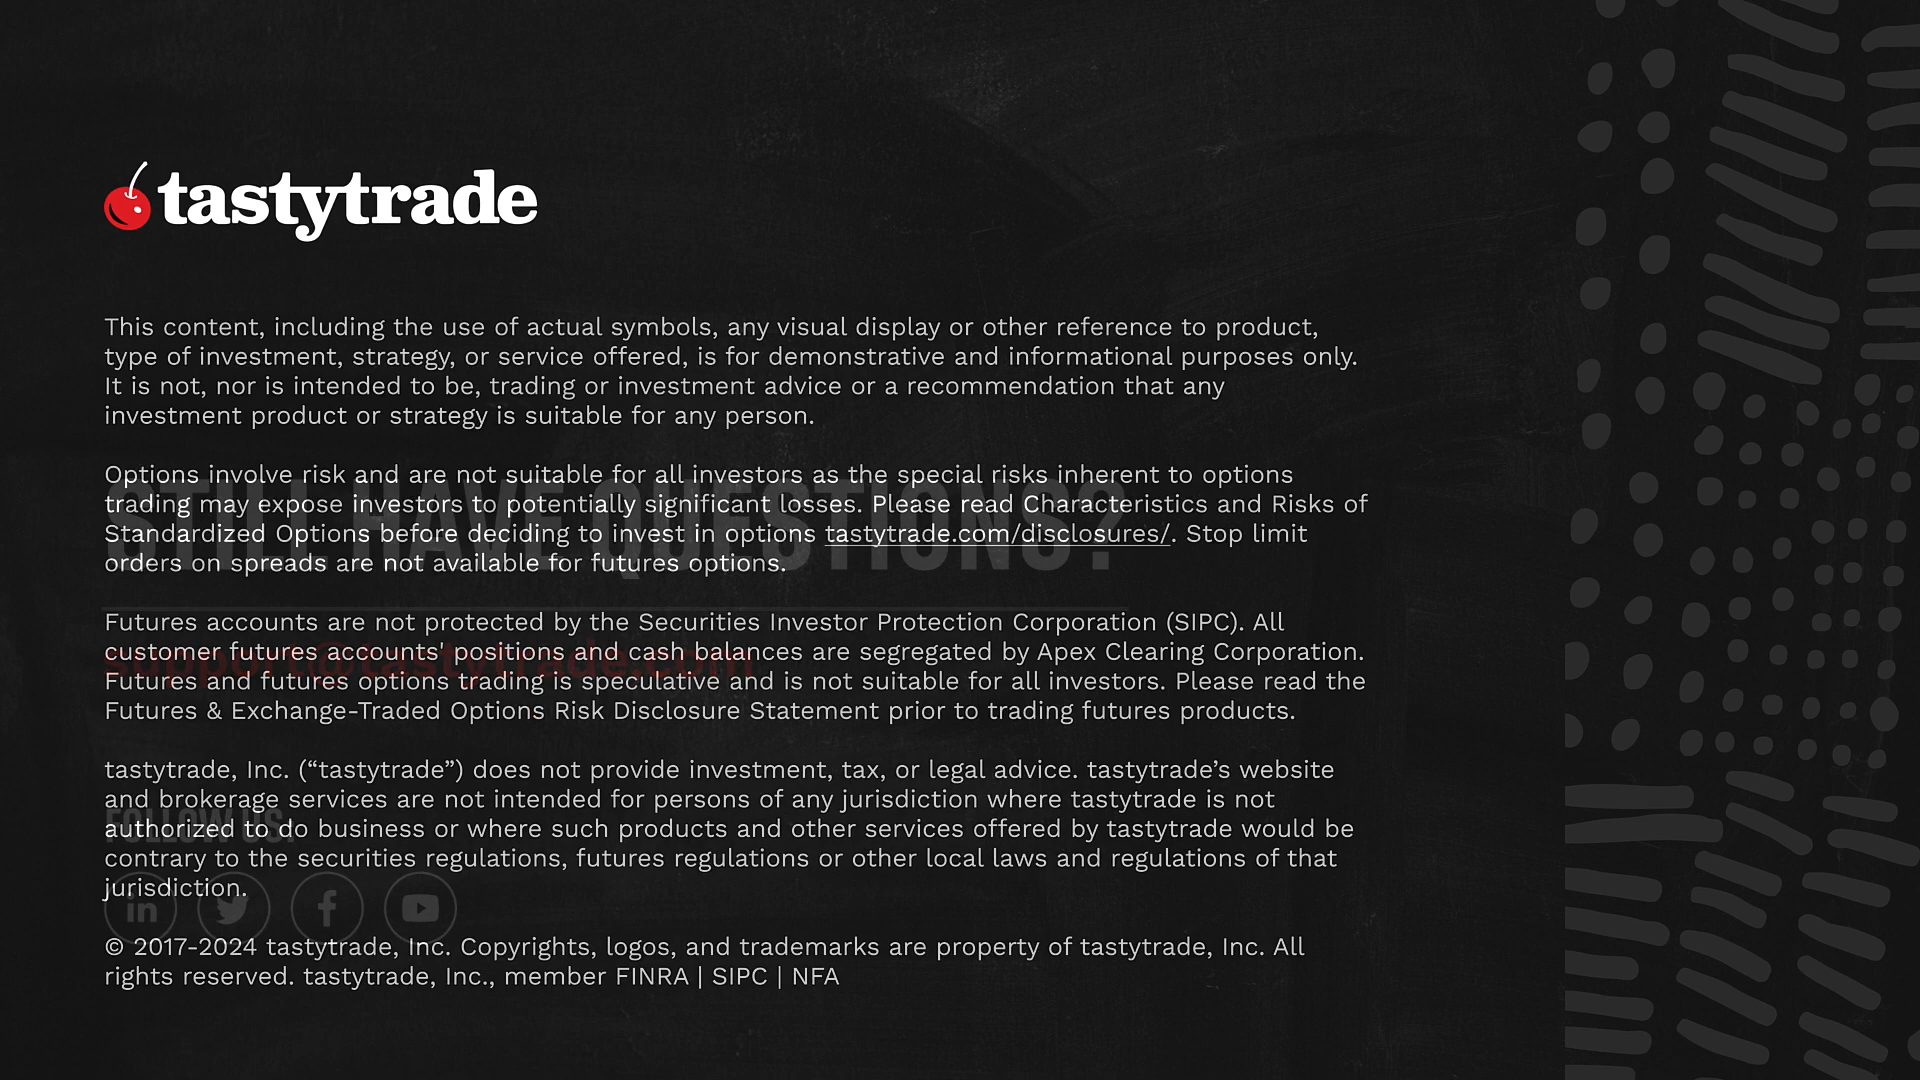 tastytrade
This content, including the use of actual symbols, any visual display or other reference to product,
type of investment, strategy, or service offered, is for demonstrative and informational purposes only.
It is not, nor is intended to be, trading or investment advice or a recommendation that any
investment product or strategy is suitable for any person.
Options involve risk and are not suitable for all investors as the special risks inherent to options
trading may expose investors to potentially significant losses. Please read Characteristics and Risks of
Standardized Options before deciding to invest in options tastytrade.com/disclosures/. Stop limit
orders on spreads are not available for futures options.
STILL HAVE QUESTIONS?
Futures accounts are not protected by the Securities Investor Protection Corporation (SIPC). All
customer futures accounts' positions and cash balances are segregated by Apex Clearing Corporation.
Futures and futures options trading is speculative and is not suitable for all investors. Please read the
Futures & Exchange-Traded Options Risk Disclosure Statement prior to trading futures products.
support@tastytrade.com
tastytrade, Inc. (“tastytrade”) does not provide investment, tax, or legal advice. tastytrade’s website
and brokerage services are not intended for persons of any jurisdiction where tastytrade is not
authorized to do business or where such products and other services offered by tastytrade would be
contrary to the securities regulations, futures regulations or other local laws and regulations of that
jurisdiction.
FOLLOW US:
in
f
© 2017-2024 tastytrade, Inc. Copyrights, logos, and trademarks are property of tastytrade, Inc. All
rights reserved. tastytrade, Inc., member FINRA | SIPC | NFA